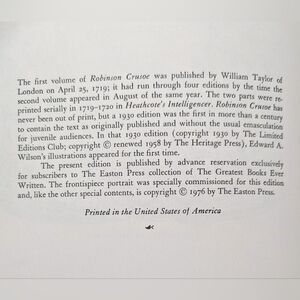 The first volume of Robinson Crusoe was published by William Taylor of
London on April 25, 1719; it had run through four editions by the time the
second volume appeared in August of the same year. The two parts were re-
printed serially in 1719-1720 in Heathcote's Intelligencer. Robinson Crusoe has
never been out of print, but a 1930 edition was the first in more than a century
to contain the text as originally published and without the usual emasculation
for juvenile audiences. In that 1930 edition (copyright 1930 by The Limited
Editions Club; copyright © renewed 1958 by The Heritage Press), Edward A.
Wilson's illustrations appeared for the first time.
The present edition is published by advance reservation exclusively
for subscribers to The Easton Press collection of The Greatest Books Ever
Written. The frontispiece portrait was specially commissioned for this edition
and, like the other special contents, is copyright © 1976 by The Easton Press.
Printed in the United States of America